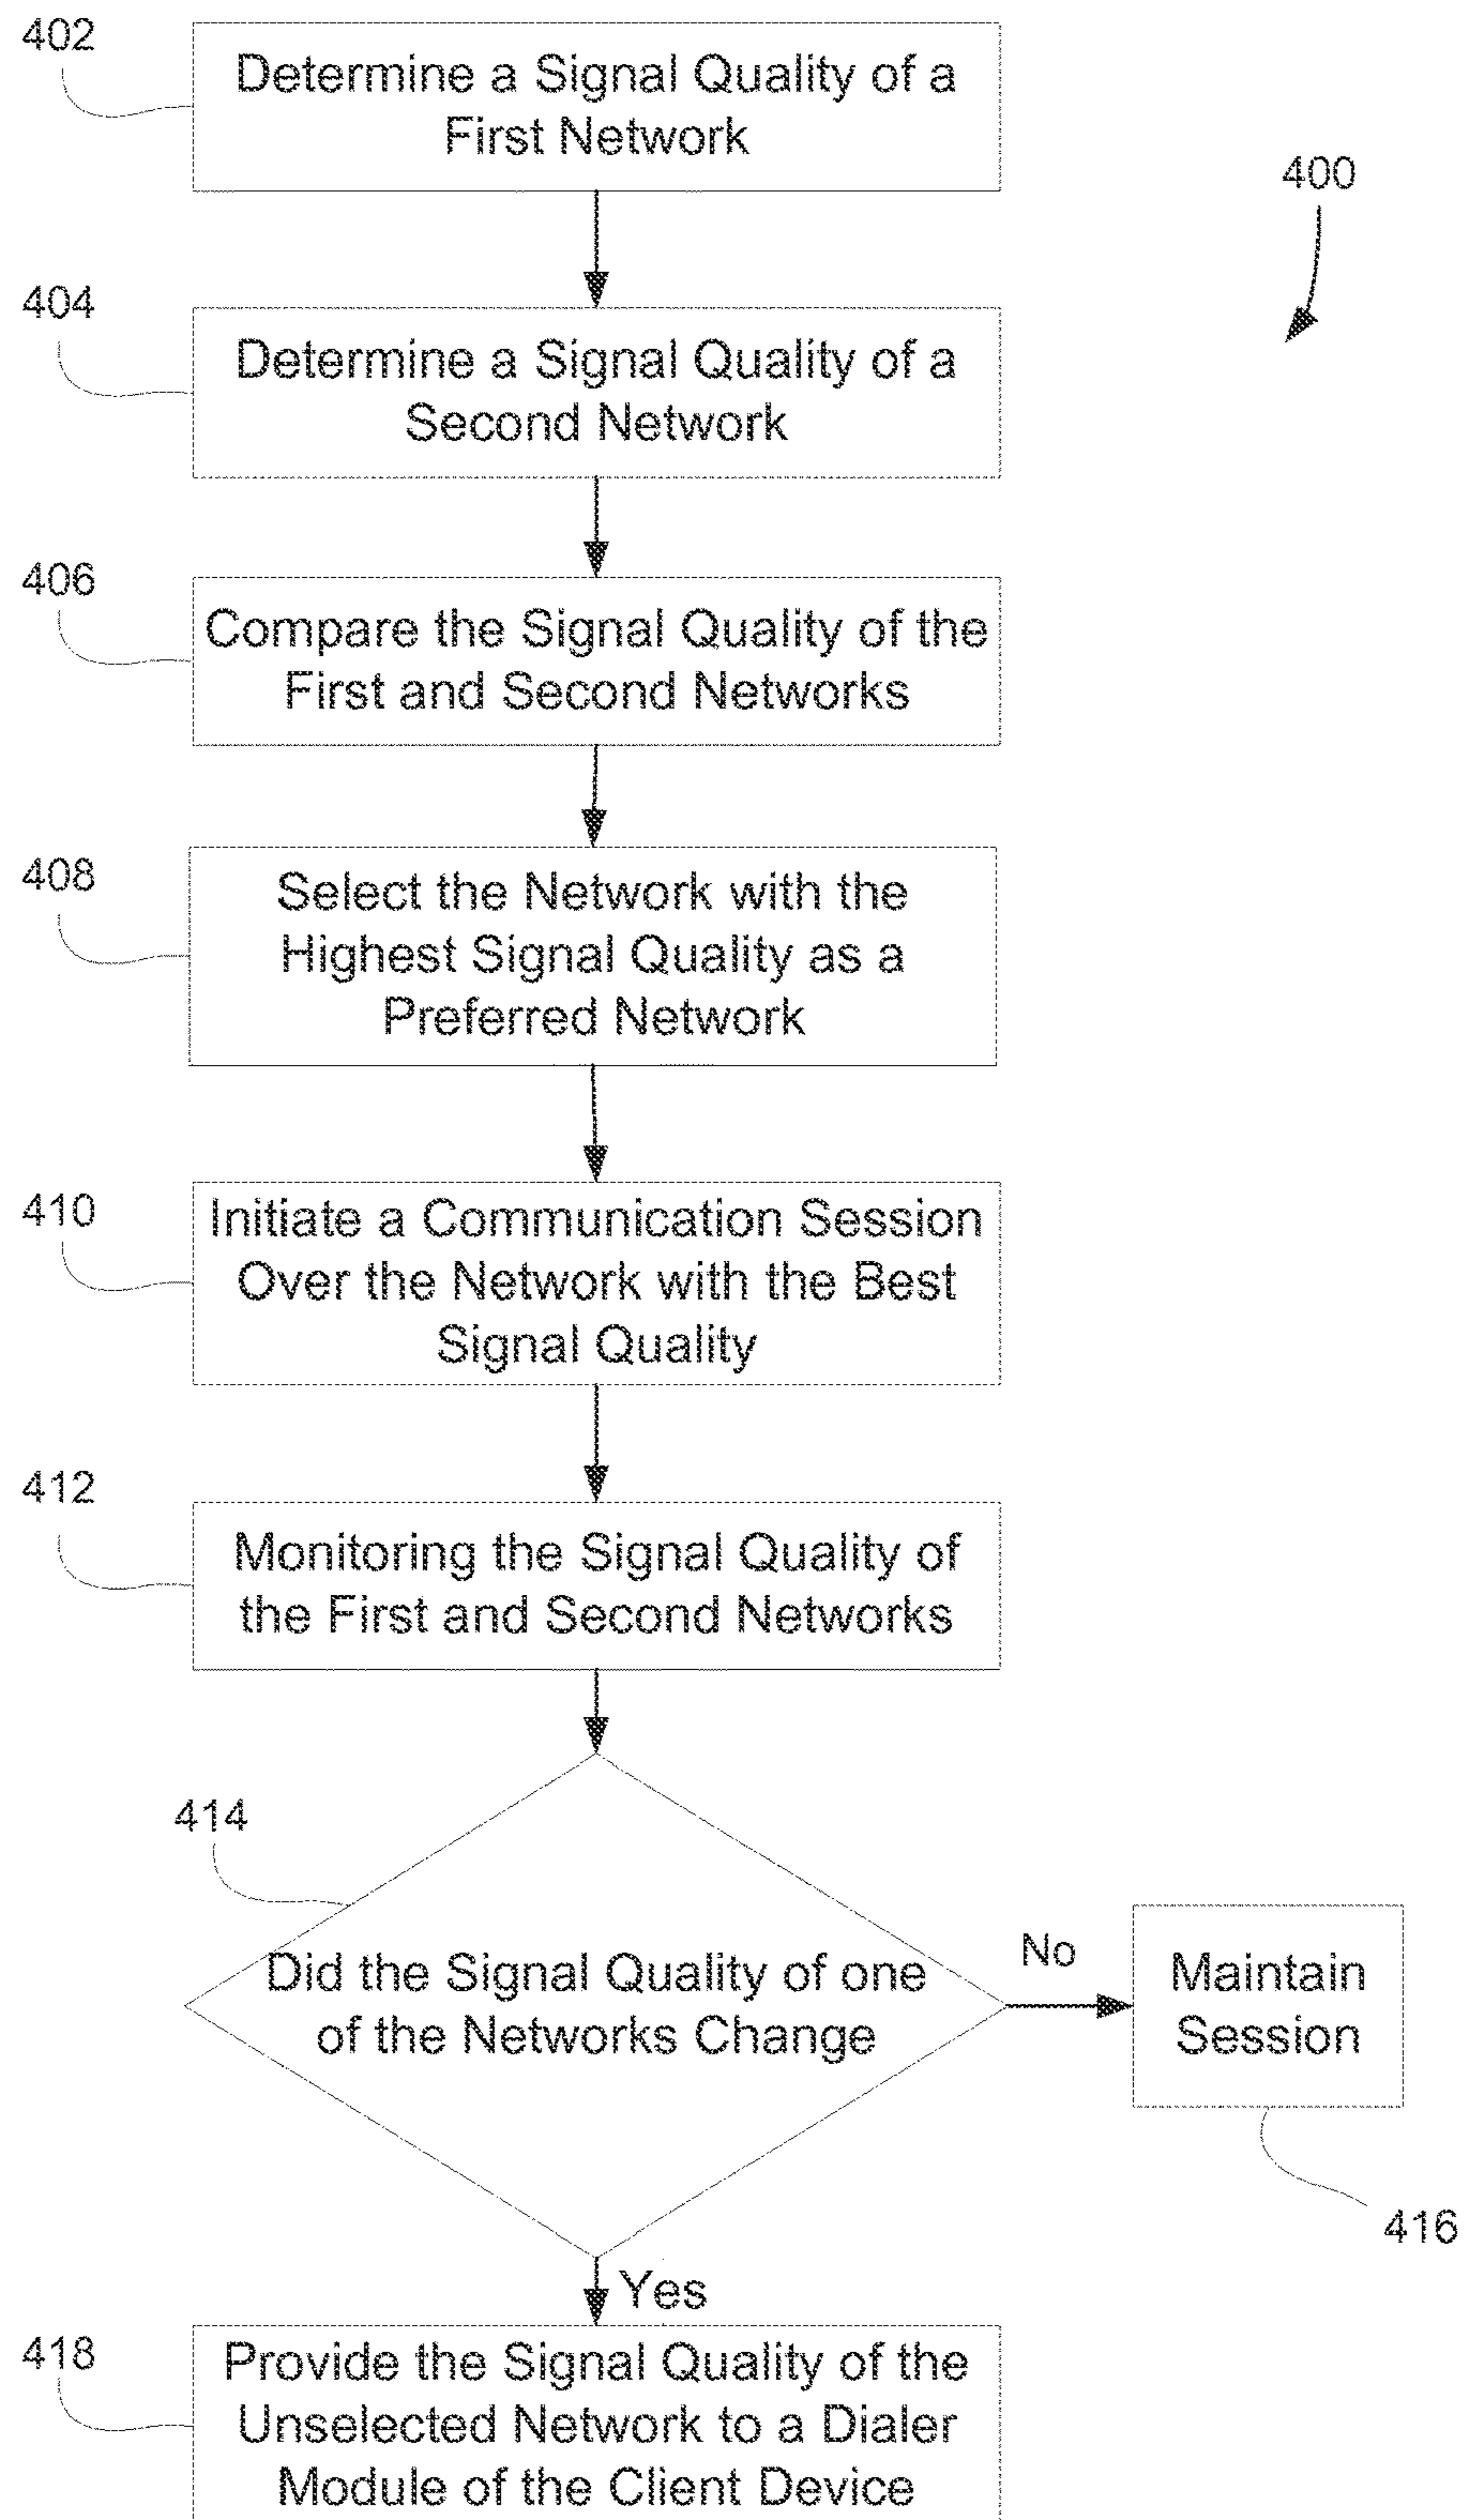 402
Determine a Signal Quality of a
First Network
400
404
Determine a Signal Quality of a
Second Network
406
Compare the Signal Quality of the
First and Second Networks
408
Select the Network with the
Highest Signal Quality as a
Preferred Network
410
Initiate a Communication Session
Over the Network with the Best
Signal Quality
412
Monitoring the Signal Quality of
the First and Second Networks
414
Did the Signal Quality of one
of the Networks Change
No
Maintain
Session
416
Yes
418
Provide the Signal Quality of the
Unselected Network to a Dialer
Module of the Client Device